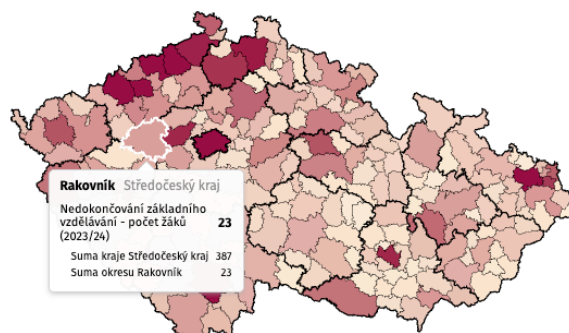 Rakovník Středočeský kraj
Nedokončování základního
vzdělávání - počet žáků 23
(2023/24)
Suma kraje Středočeský kraj 387
Suma okresu Rakovník 23